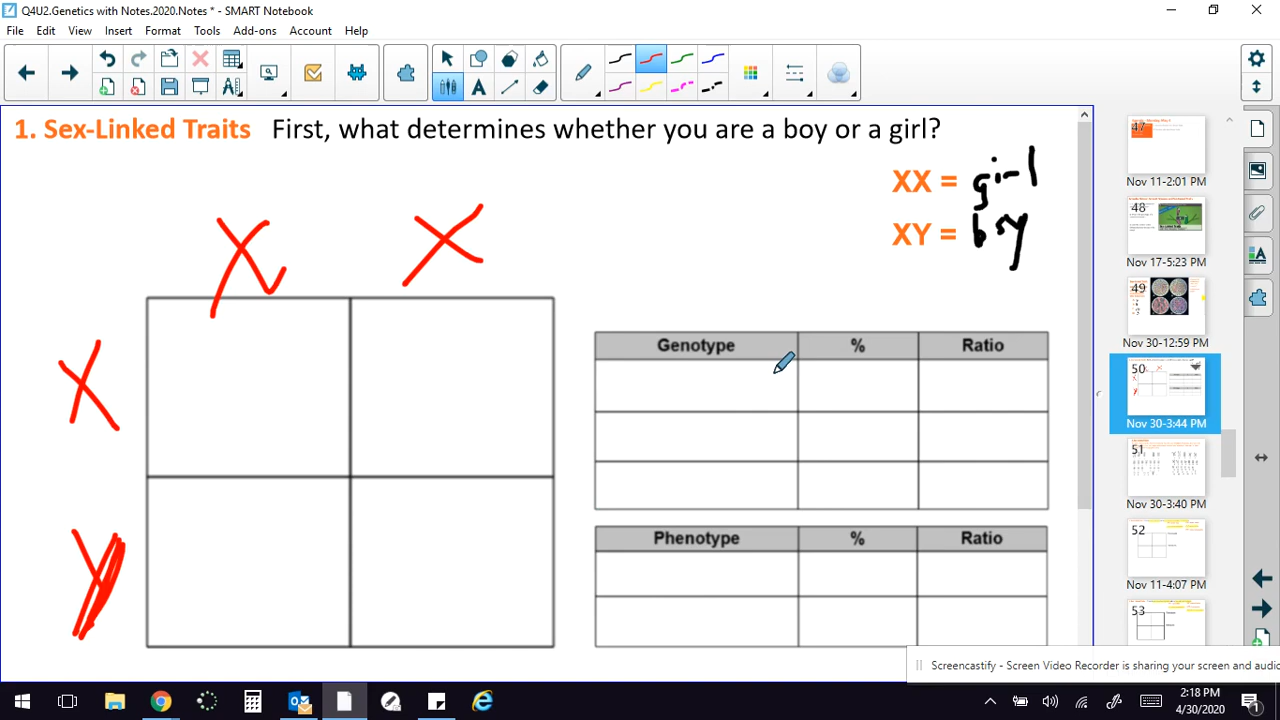 Q4U2.Genetics with Notes.2020.Notes * - SMART Notebook
File Edit View Insert Format Tools Add-ons Account Help
1. Sex-Linked Traits First, what determines whether you are a boy or a girl?
XX = girl
XY = boy
X X
X
Y
Genotype % Ratio
Phenotype % Ratio
47
Nov 11-2:01 PM
48
Nov 17-5:23 PM
49
Nov 30-12:59 PM
50
Nov 30-3:44 PM
51
Nov 30-3:40 PM
52
Nov 11-4:07 PM
53
Screencastify - Screen Video Recorder is sharing your screen and audio
2:18 PM
4/30/2020
1